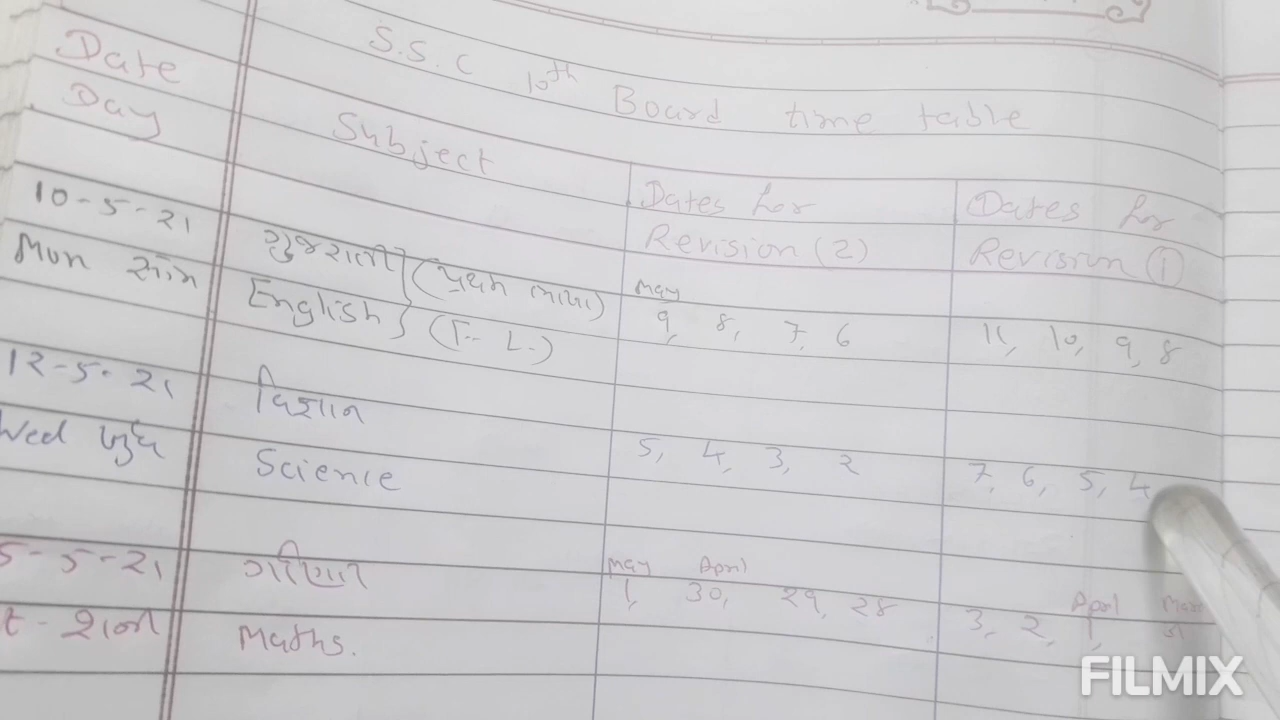 S.S.C 10th Board time table
Date
Day
Subject
Dates for
Revision (2)
Dates for
Revision ①
10-5-21
Mon સોમ
ગુજરાતી } (પ્રથમ ભાષા)
English } (F. L.)
May
9, 8, 7, 6
11, 10, 9, 8
12-5-21
Wed બુધ
વિજ્ઞાન
Science
5, 4, 3, 2
7, 6, 5, 4
5-5-21
t- શનિ
ગણિત
Maths.
May April
1, 30, 29, 28
April
3, 2, 1,
FILMIX